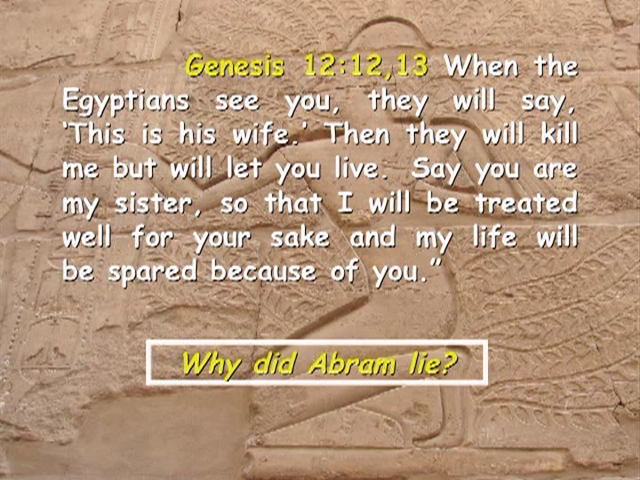 Genesis 12:12,13 When the
Egyptians see you, they will say,
‘This is his wife.’ Then they will kill
me but will let you live. Say you are
my sister, so that I will be treated
well for your sake and my life will
be spared because of you.”
Why did Abram lie?